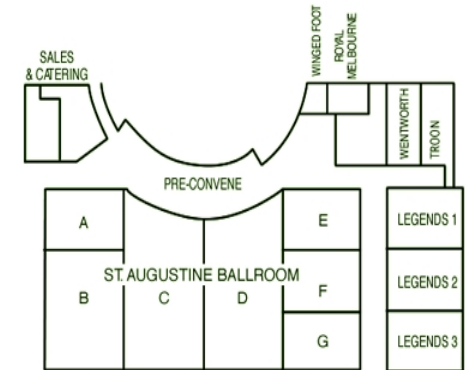 WINGED FOOT
ROYAL
MELBOURNE
SALES
& CATERING
WENTWORTH
TROON
PRE-CONVENE
A
E
LEGENDS 1
ST. AUGUSTINE BALLROOM
B
C
D
F
LEGENDS 2
G
LEGENDS 3